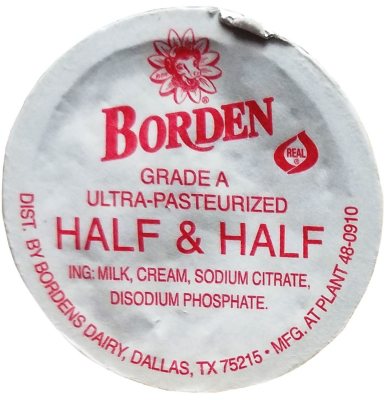 BORDEN®
REAL®
GRADE A
ULTRA-PASTEURIZED
HALF & HALF
ING: MILK, CREAM, SODIUM CITRATE,
DISODIUM PHOSPHATE.
DIST. BY BORDENS DAIRY, DALLAS, TX 75215 • MFG. AT PLANT 48-0910